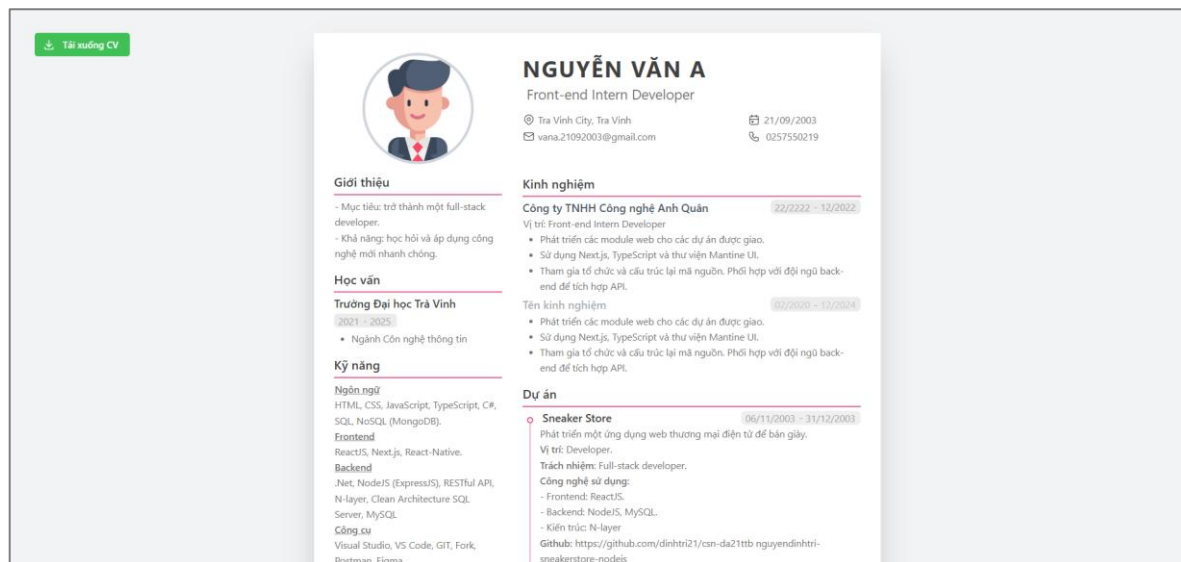 Tải xuống CV
NGUYỄN VĂN A
Front-end Intern Developer
Tra Vinh City, Tra Vinh
21/09/2003
vana.21092003@gmail.com
0257550219
Giới thiệu
- Mục tiêu: trở thành một full-stack
developer.
- Khả năng: học hỏi và áp dụng công
nghệ mới nhanh chóng.
Học vấn
Trường Đại học Trà Vinh
2021 - 2025
Ngành Côn nghệ thông tin
Kỹ năng
Ngôn ngữ
HTML, CSS, JavaScript, TypeScript, C#,
SQL, NoSQL (MongoDB).
Frontend
ReactJS, Next.js, React-Native.
Backend
.Net, NodeJS (ExpressJS), RESTful API,
N-layer, Clean Architecture SQL
Server, MySQL
Công cụ
Visual Studio, VS Code, GIT, Fork,
Postman, Figma
Kinh nghiệm
Công ty TNHH Công nghệ Anh Quân
22/2222 - 12/2022
Vị trí: Front-end Intern Developer
Phát triển các module web cho các dự án được giao.
Sử dụng Next.js, TypeScript và thư viện Mantine UI.
Tham gia tổ chức và cấu trúc lại mã nguồn. Phối hợp với đội ngũ back-
end để tích hợp API.
Tên kinh nghiệm
02/2020 - 12/2024
Phát triển các module web cho các dự án được giao.
Sử dụng Next.js, TypeScript và thư viện Mantine UI.
Tham gia tổ chức và cấu trúc lại mã nguồn. Phối hợp với đội ngũ back-
end để tích hợp API.
Dự án
Sneaker Store
06/11/2003 - 31/12/2003
Phát triển một ứng dụng web thương mại điện tử để bán giày.
Vị trí: Developer.
Trách nhiệm: Full-stack developer.
Công nghệ sử dụng:
- Frontend: ReactJS.
- Backend: NodeJS, MySQL.
- Kiến trúc: N-layer
Github: https://github.com/dinhtri21/csn-da21ttb nguyendinhtri-
sneakerstore-nodejs